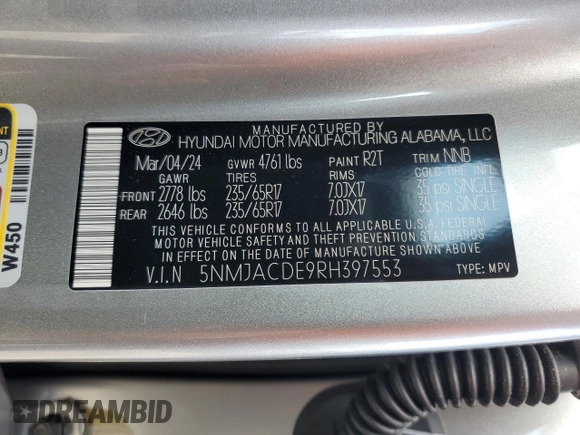 MANUFACTURED BY
HYUNDAI MOTOR MANUFACTURING ALABAMA, LLC
Mar/04/24 GVWR 4761 lbs PAINT R2T TRIM NNB
GAWR TIRES RIMS COLD TIRE INFL
FRONT 2778 lbs 235/65R17 7.0JX17 35 psi SINGLE
REAR 2646 lbs 235/65R17 7.0JX17 35 psi SINGLE
THIS VEHICLE CONFORMS TO ALL APPLICABLE U.S.A. FEDERAL
MOTOR VEHICLE SAFETY, BUMPER, AND THEFT PREVENTION STANDARDS
IN EFFECT ON THE DATE OF MANUFACTURE SHOWN ABOVE.
V.I.N 5NMJACDE9RH397553 TYPE: MPV
W450
DREAMBID